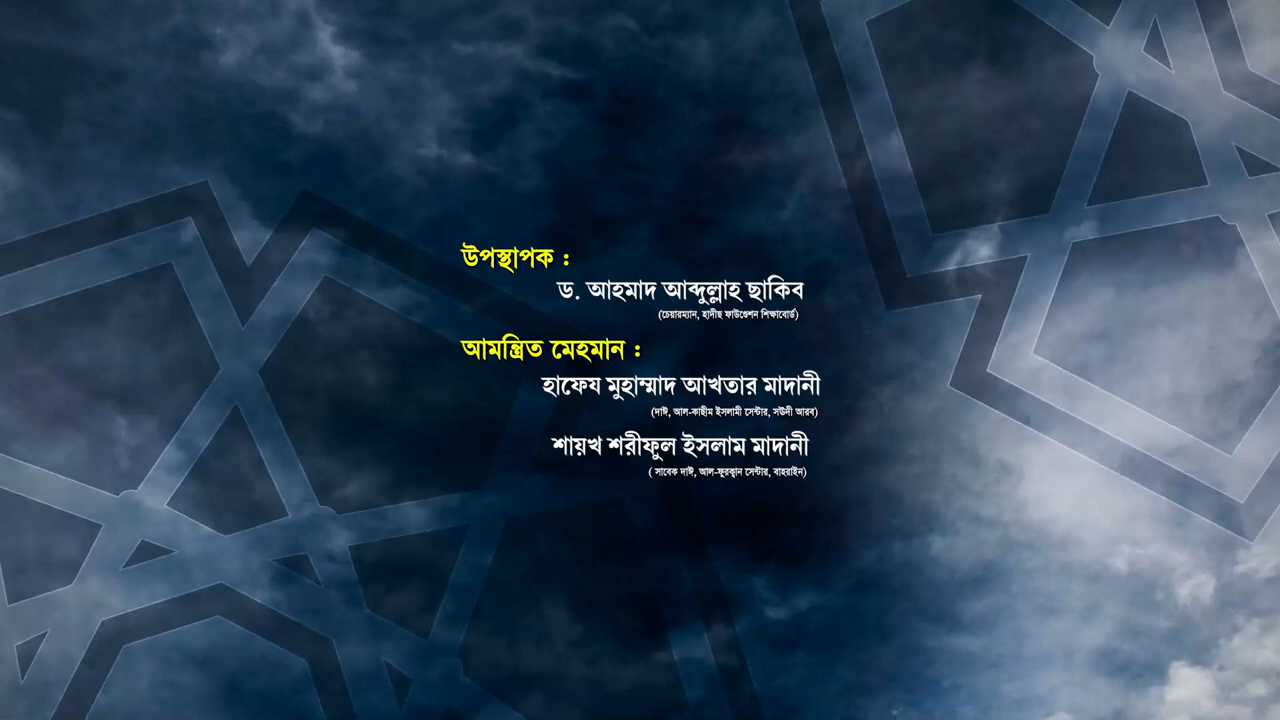 উপস্থাপক :
ড. আহমাদ আব্দুল্লাহ ছাকিব
(চেয়ারম্যান, হাদীছ ফাউণ্ডেশন শিক্ষাবোর্ড)
আমন্ত্রিত মেহমান :
হাফেয মুহাম্মাদ আখতার মাদানী
(দাঈ, আল-কাছীম ইসলামী সেন্টার, সঊদী আরব)
শায়খ শরীফুল ইসলাম মাদানী
( সাবেক দাঈ, আল-ফুরক্বান সেন্টার, বাহরাইন)